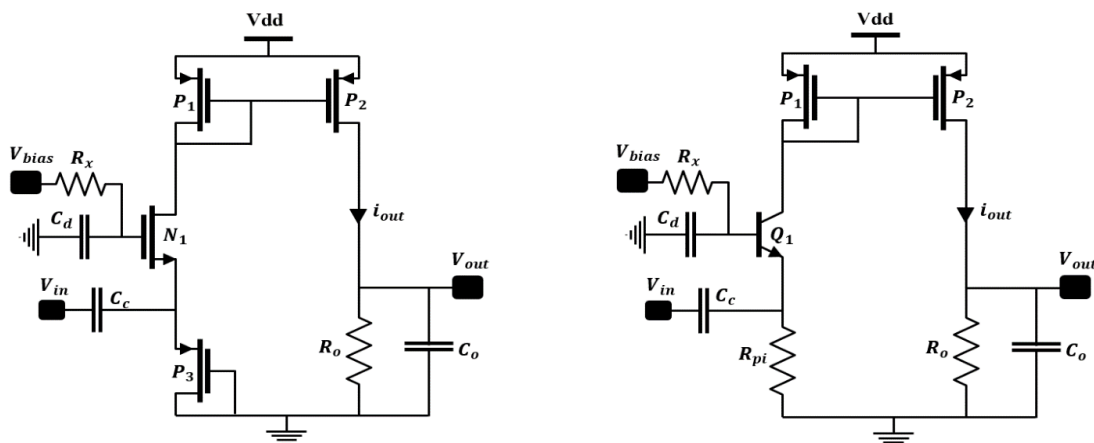 Vdd
P1
P2
Vbias
Rx
Cd
N1
iout
Vin
Cc
Vout
P3
Ro
Co
Vdd
P1
P2
Vbias
Rx
Cd
Q1
iout
Vin
Cc
Vout
Rpi
Ro
Co